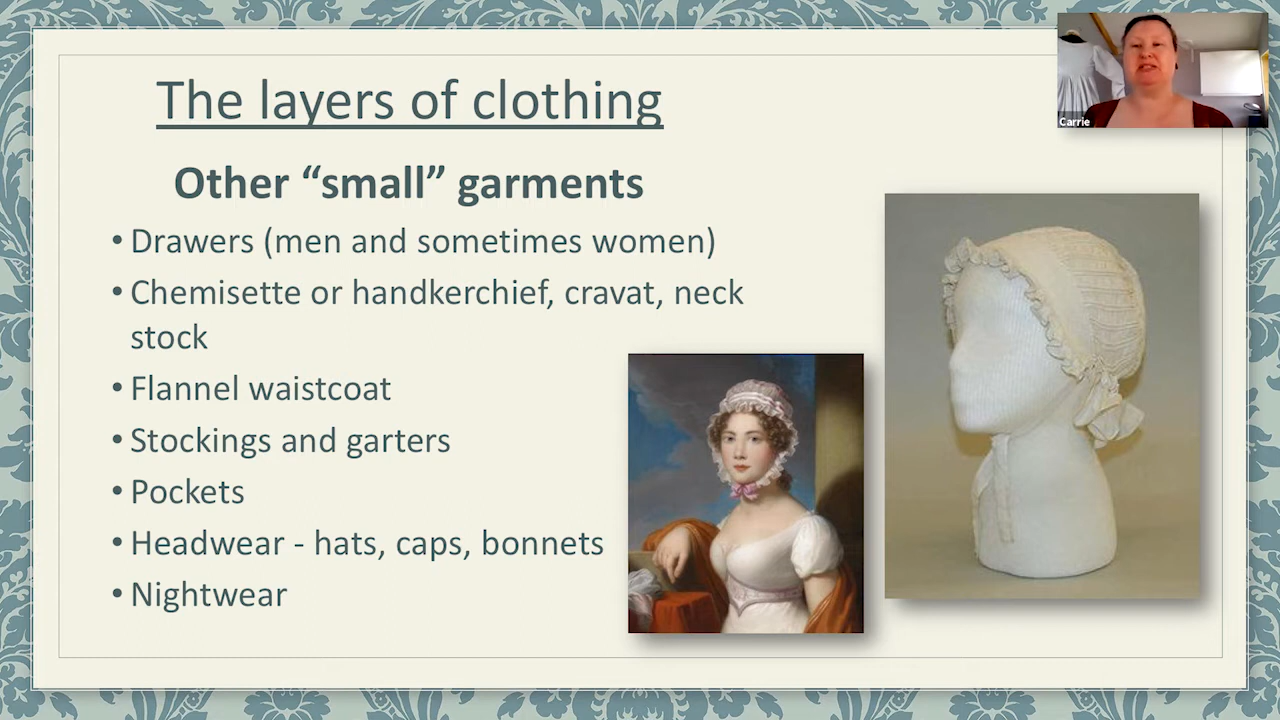 The layers of clothing
Carrie
Other “small” garments
• Drawers (men and sometimes women)
• Chemisette or handkerchief, cravat, neck
stock
• Flannel waistcoat
• Stockings and garters
• Pockets
• Headwear - hats, caps, bonnets
• Nightwear